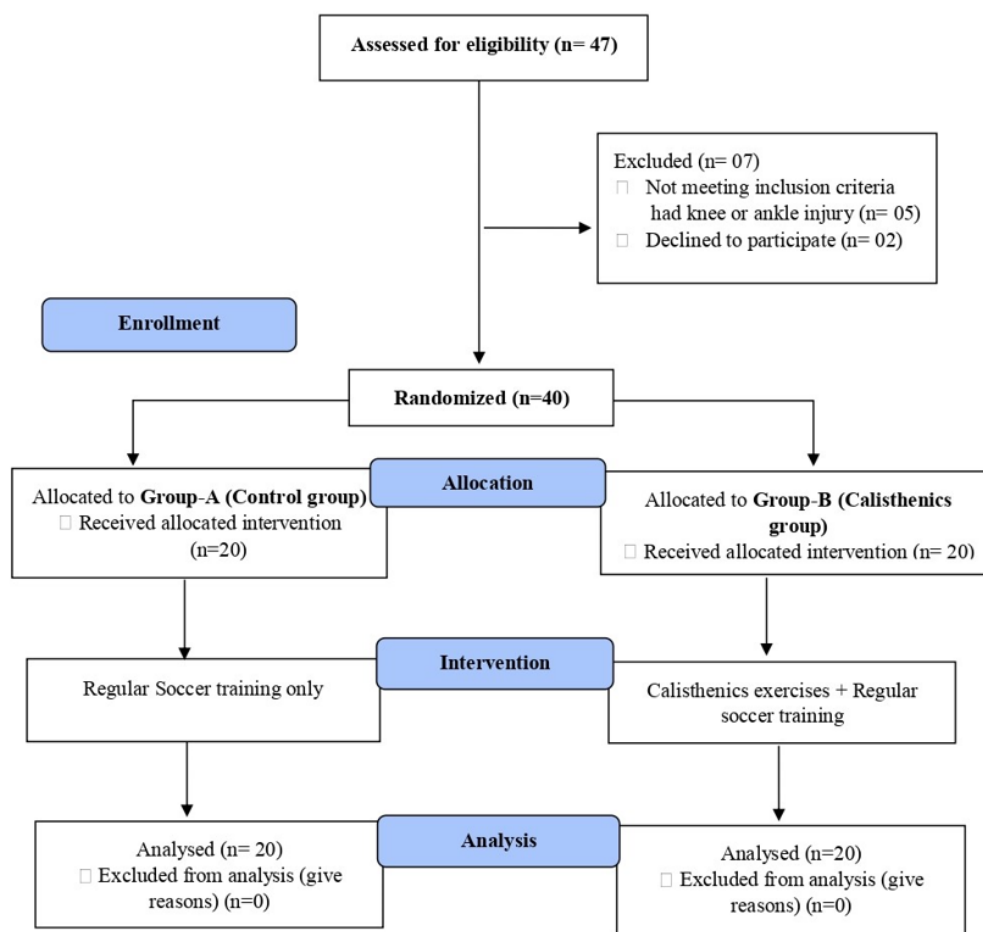 Assessed for eligibility (n= 47)
Excluded (n= 07)
□ Not meeting inclusion criteria
had knee or ankle injury (n= 05)
□ Declined to participate (n= 02)
Enrollment
Randomized (n=40)
Allocation
Allocated to Group-A (Control group)
□ Received allocated intervention
(n=20)
Allocated to Group-B (Calisthenics
group)
□ Received allocated intervention (n= 20)
Intervention
Regular Soccer training only
Calisthenics exercises + Regular
soccer training
Analysis
Analysed (n= 20)
□ Excluded from analysis (give
reasons) (n=0)
Analysed (n=20)
□ Excluded from analysis (give
reasons) (n=0)